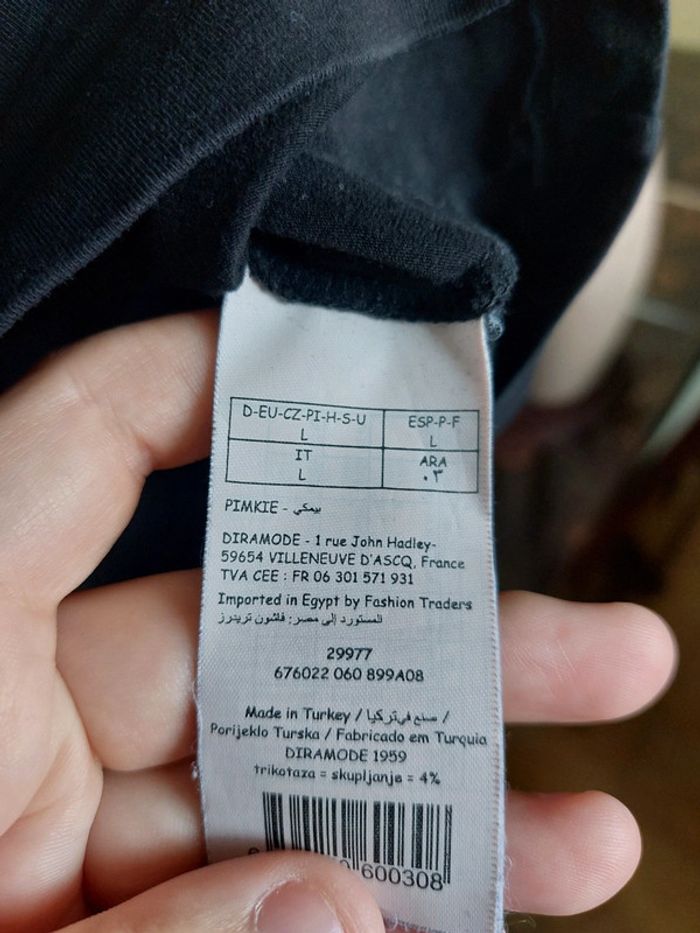 D-EU-CZ-PI-H-S-U
L
ESP-P-F
L
IT
L
ARA
٠٣
PIMKIE - بيمكي
DIRAMODE - 1 rue John Hadley-
59654 VILLENEUVE D'ASCQ, France
TVA CEE : FR 06 301 571 931
Imported in Egypt by Fashion Traders
المستورد إلى مصر: فاشون تريدرز
29977
676022 060 899A08
Made in Turkey / صنع في تركيا /
Porijeklo Turska / Fabricado em Turquia
DIRAMODE 1959
trikotaza = skupljanje = 4%
600308